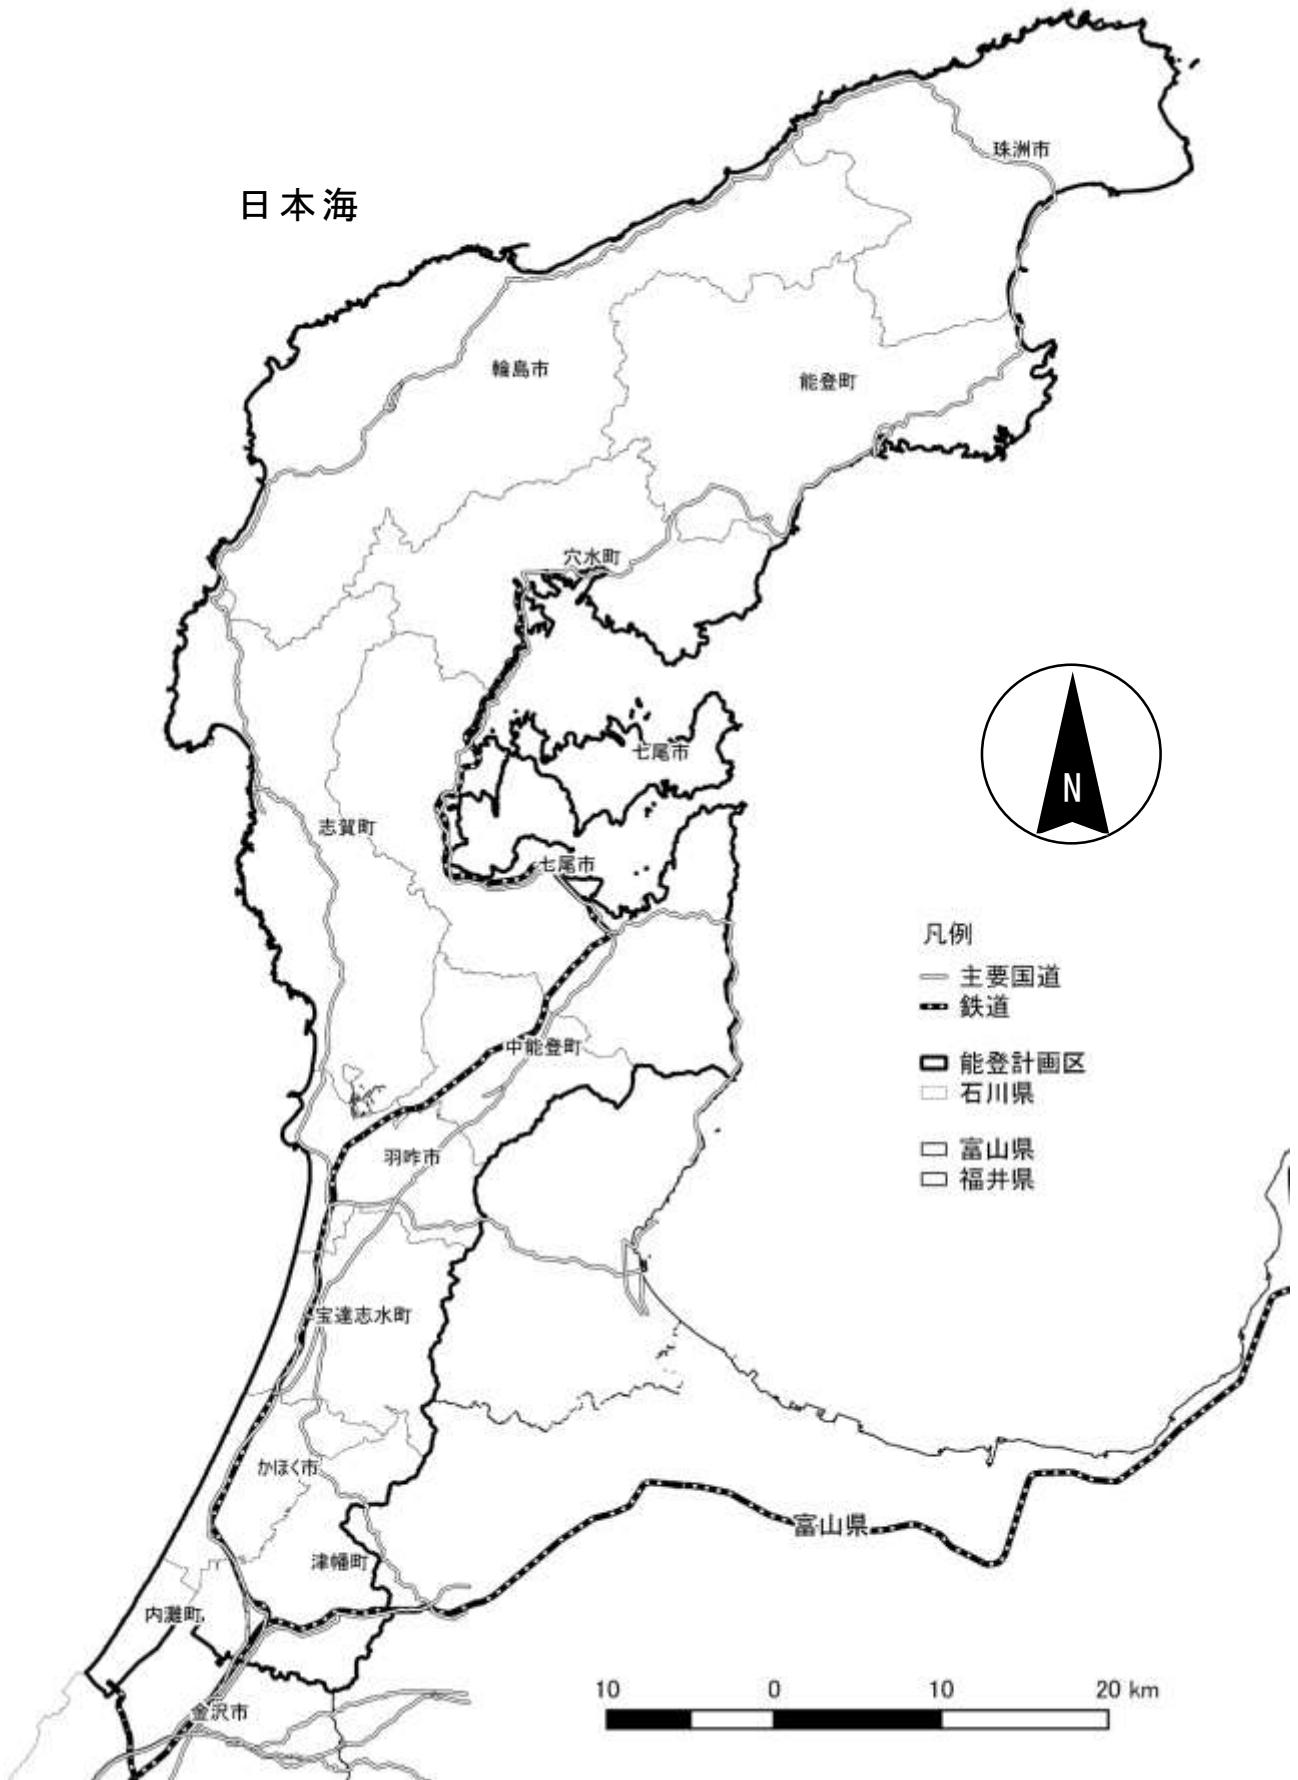 珠洲市
日本海
輪島市
能登町
穴水町
七尾市
志賀町
七尾市
N
凡例
主要国道
鉄道
能登計画区
石川県
富山県
福井県
中能登町
羽咋市
宝達志水町
かほく市
富山県
津幡町
内灘町
金沢市
10 0 10 20 km